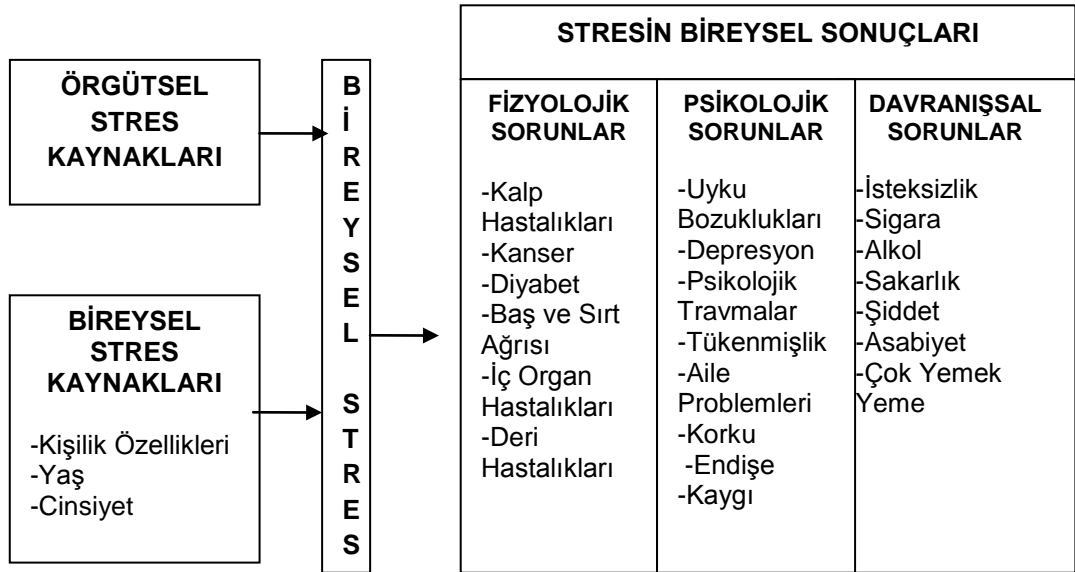 ÖRGÜTSEL
STRES
KAYNAKLARI
BİREYSEL
STRES
KAYNAKLARI
-Kişilik Özellikleri
-Yaş
-Cinsiyet
B
İ
R
E
Y
S
E
L
S
T
R
E
S
STRESİN BİREYSEL SONUÇLARI
FİZYOLOJİK
SORUNLAR
-Kalp
Hastalıkları
-Kanser
-Diyabet
-Baş ve Sırt
Ağrısı
-İç Organ
Hastalıkları
-Deri
Hastalıkları
PSİKOLOJİK
SORUNLAR
-Uyku
Bozuklukları
-Depresyon
-Psikolojik
Travmalar
-Tükenmişlik
-Aile
Problemleri
-Korku
-Endişe
-Kaygı
DAVRANIŞSAL
SORUNLAR
-İsteksizlik
-Sigara
-Alkol
-Sakarlık
-Şiddet
-Asabiyet
-Çok Yemek
Yeme